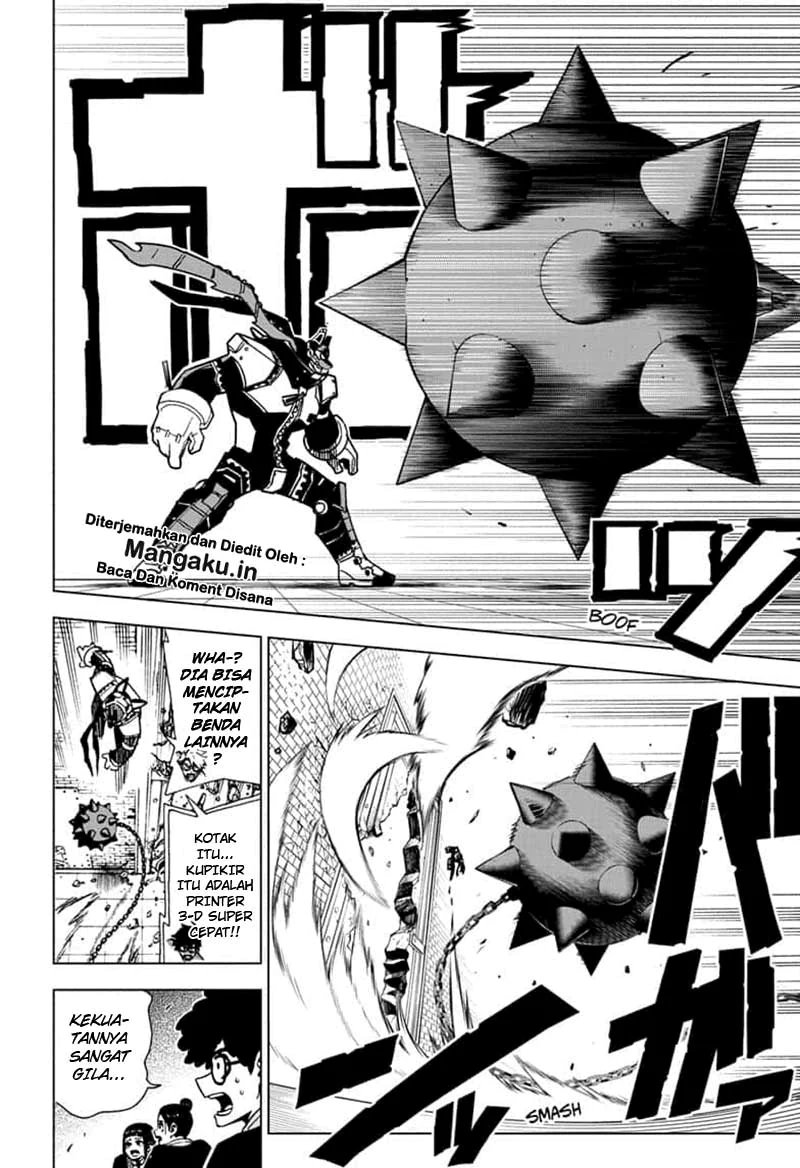 Diterjemahkan dan Diedit Oleh :
Mangaku.in
Baca Dan Koment Disana
BOOF
WHA-?
DIA BISA
MENCIP-
TAKAN
BENDA
LAINNYA
?
KOTAK
ITU...
KUPIKIR
ITU ADALAH
PRINTER
3-D SUPER
CEPAT!!
SMASH
KEKUA-
TANNYA
SANGAT
GILA...